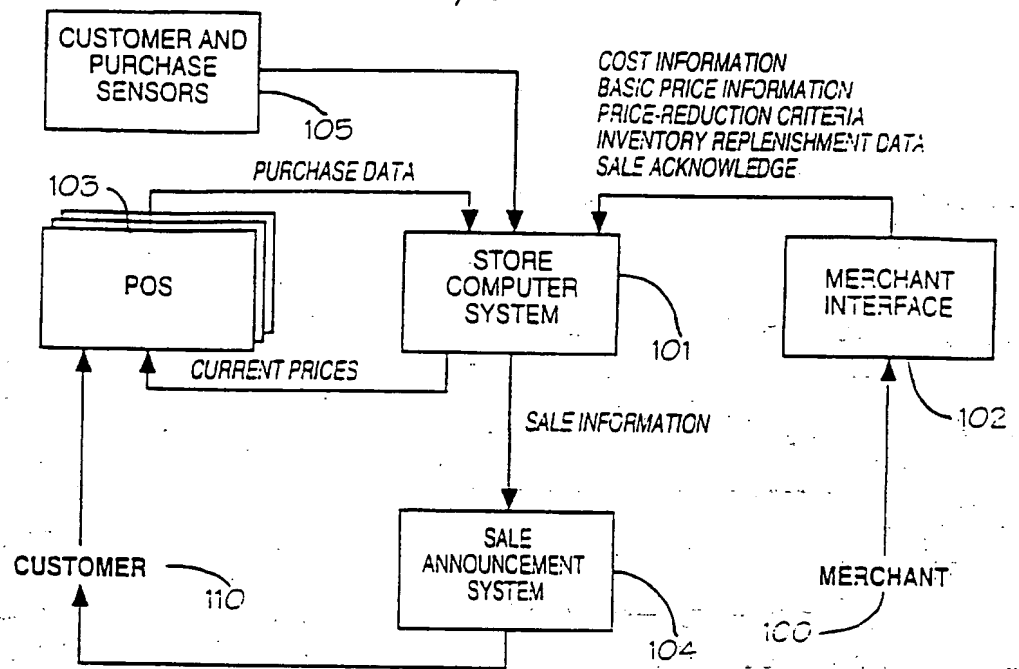 CUSTOMER AND
PURCHASE
SENSORS
105
COST INFORMATION
BASIC PRICE INFORMATION
PRICE-REDUCTION CRITERIA
INVENTORY REPLENISHMENT DATA
SALE ACKNOWLEDGE
103
PURCHASE DATA
POS
STORE
COMPUTER
SYSTEM
101
MERCHANT
INTERFACE
102
CURRENT PRICES
SALE INFORMATION
SALE
ANNOUNCEMENT
SYSTEM
104
CUSTOMER
110
MERCHANT
100